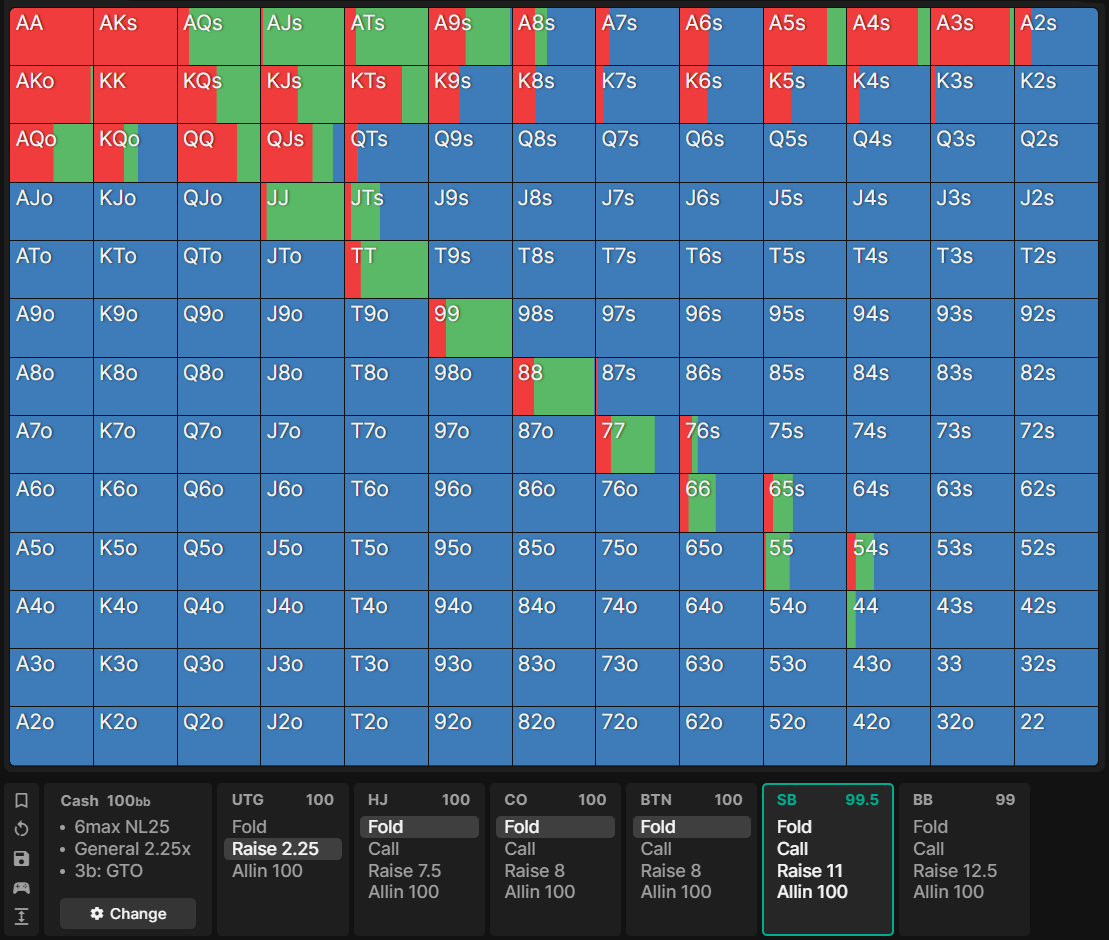 AA AKs AQs AJs ATs A9s A8s A7s A6s A5s A4s A3s A2s
AKo KK KQs KJs KTs K9s K8s K7s K6s K5s K4s K3s K2s
AQo KQo QQ QJs QTs Q9s Q8s Q7s Q6s Q5s Q4s Q3s Q2s
AJo KJo QJo JJ JTs J9s J8s J7s J6s J5s J4s J3s J2s
ATo KTo QTo JTo TT T9s T8s T7s T6s T5s T4s T3s T2s
A9o K9o Q9o J9o T9o 99 98s 97s 96s 95s 94s 93s 92s
A8o K8o Q8o J8o T8o 98o 88 87s 86s 85s 84s 83s 82s
A7o K7o Q7o J7o T7o 97o 87o 77 76s 75s 74s 73s 72s
A6o K6o Q6o J6o T6o 96o 86o 76o 66 65s 64s 63s 62s
A5o K5o Q5o J5o T5o 95o 85o 75o 65o 55 54s 53s 52s
A4o K4o Q4o J4o T4o 94o 84o 74o 64o 54o 44 43s 42s
A3o K3o Q3o J3o T3o 93o 83o 73o 63o 53o 43o 33 32s
A2o K2o Q2o J2o T2o 92o 82o 72o 62o 52o 42o 32o 22
Cash 100bb
• 6max NL25
• General 2.25x
• 3b: GTO
Change
UTG 100
Fold
Raise 2.25
Allin 100
HJ 100
Fold
Call
Raise 7.5
Allin 100
CO 100
Fold
Call
Raise 8
Allin 100
BTN 100
Fold
Call
Raise 8
Allin 100
SB 99.5
Fold
Call
Raise 11
Allin 100
BB 99
Fold
Call
Raise 12.5
Allin 100